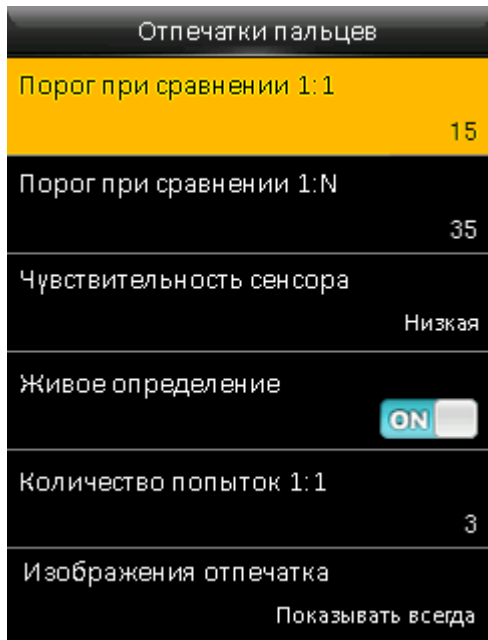 Отпечатки пальцев
Порог при сравнении 1:1
15
Порог при сравнении 1:N
35
Чувствительность сенсора
Низкая
Живое определение
ON
Количество попыток 1:1
3
Изображения отпечатка
Показывать всегда